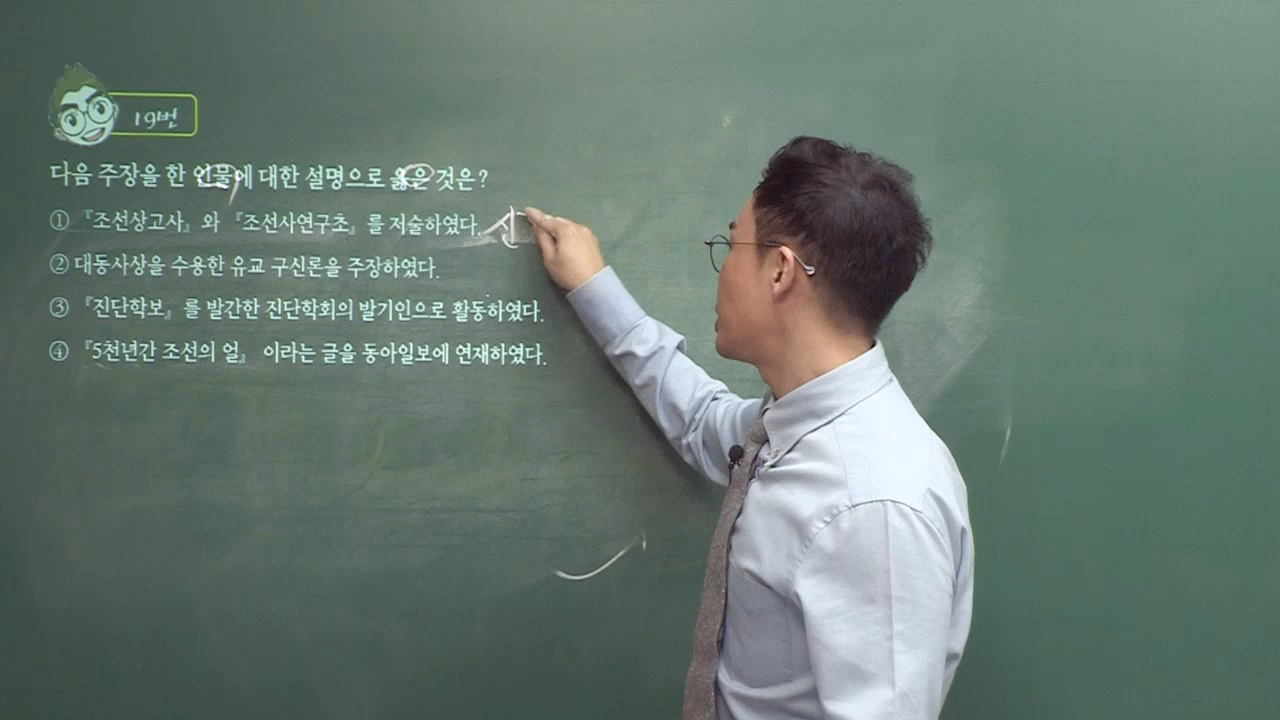 19번
다음 주장을 한 인물에 대한 설명으로 옳은 것은?
① 『조선상고사』와 『조선사연구초』를 저술하였다.
② 대동사상을 수용한 유교 구신론을 주장하였다.
③ 『진단학보』를 발간한 진단학회의 발기인으로 활동하였다.
④ 『5천년간 조선의 얼』 이라는 글을 동아일보에 연재하였다.